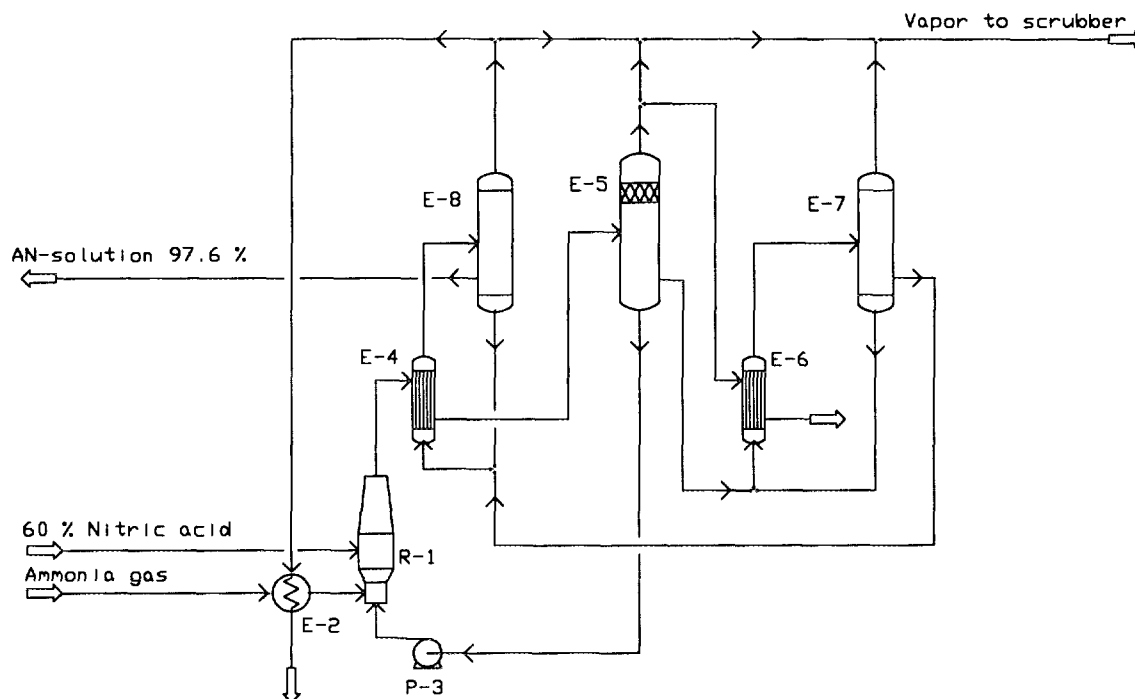 Vapor to scrubber
E-8
E-5
E-7
AN-solution 97.6 %
E-4
E-6
60 % Nitric acid
R-1
Ammonia gas
E-2
P-3